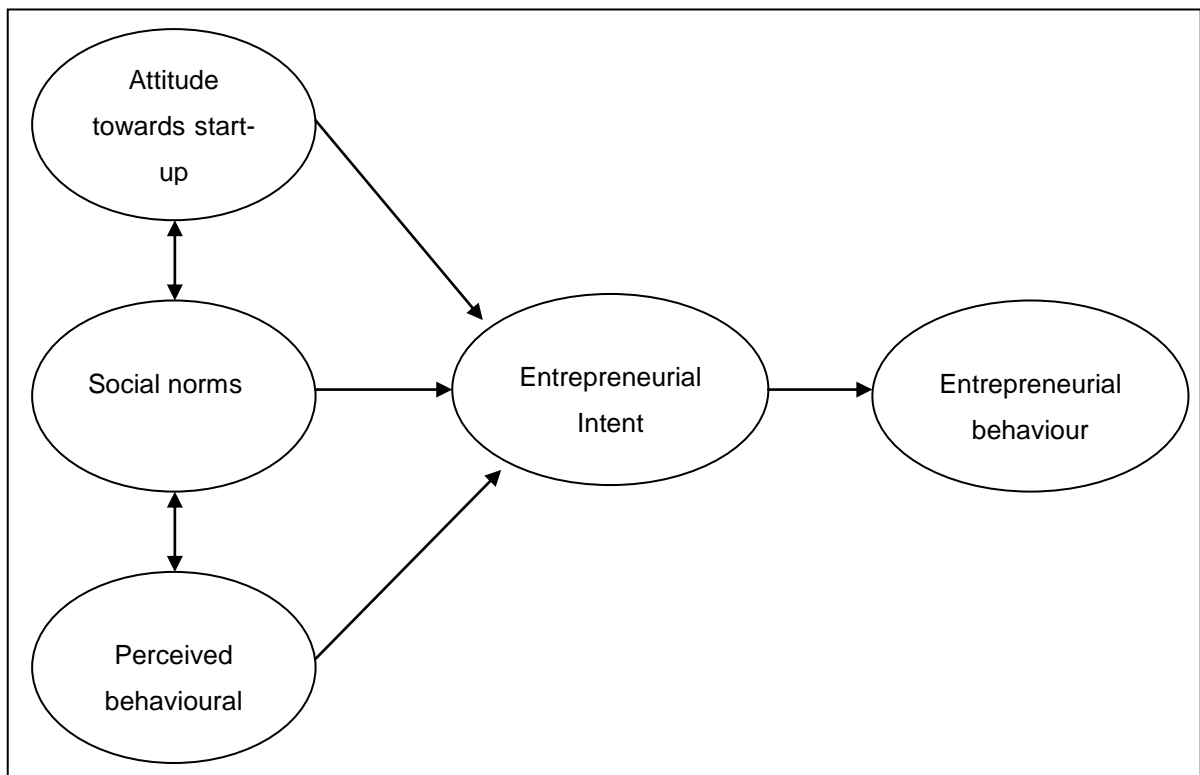 Attitude
towards start-
up
Social norms
Entrepreneurial
Intent
Entrepreneurial
behaviour
Perceived
behavioural